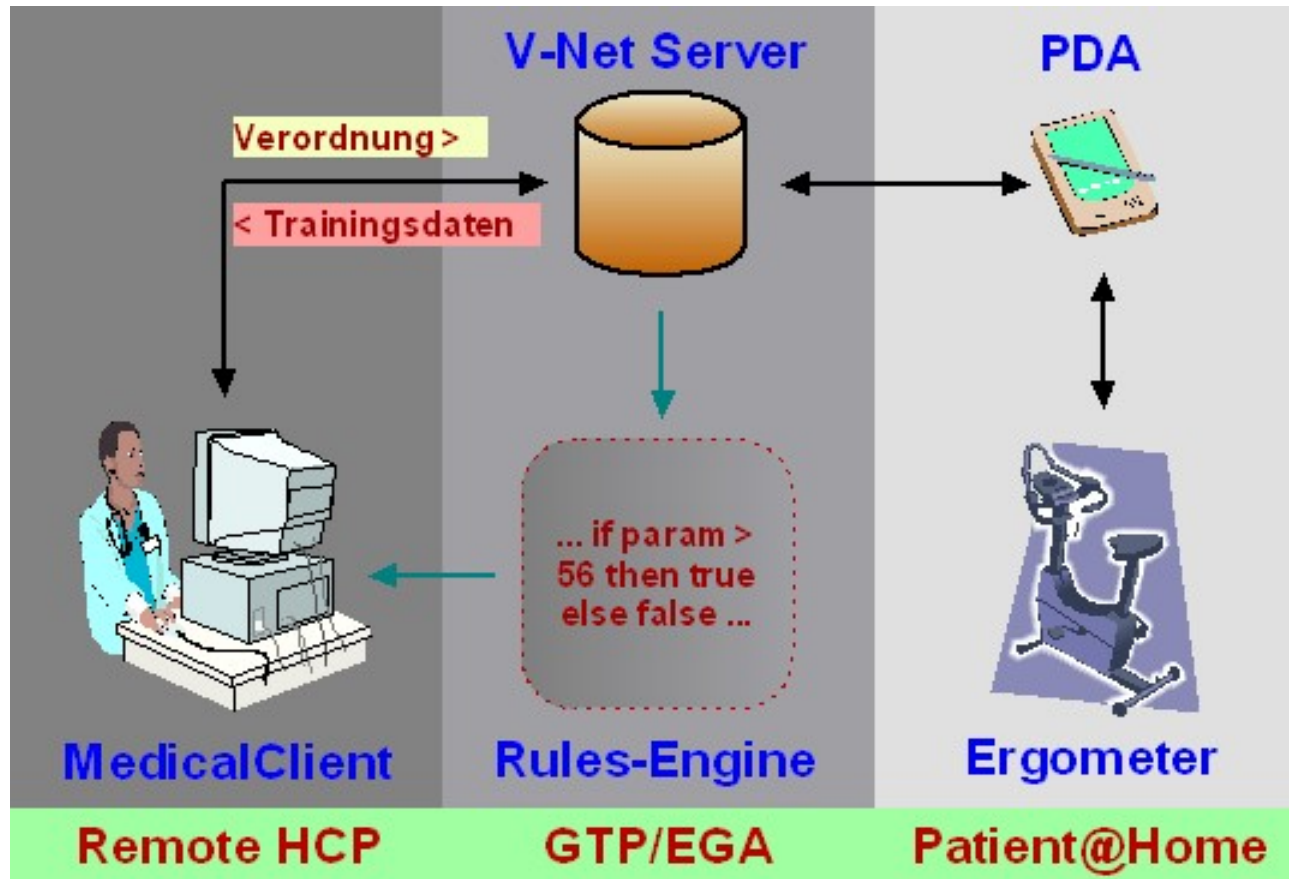 V-Net Server
PDA
Verordnung >
< Trainingsdaten
... if param >
56 then true
else false ...
MedicalClient
Rules-Engine
Ergometer
Remote HCP
GTP/EGA
Patient@Home